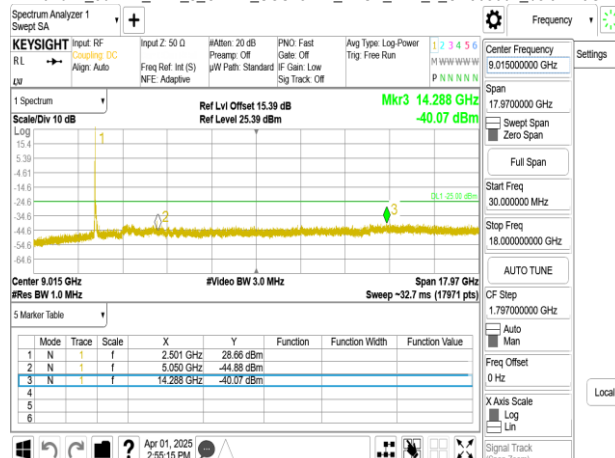 Spectrum Analyzer 1
Swept SA
Frequency
Settings
KEYSIGHT
Input: RF
Coupling: DC
Align: Auto
Input Z: 50 Ω
Freq Ref: Int (S)
NFE: Adaptive
#Atten: 20 dB
Preamp: Off
µW Path: Standard
PNO: Fast
Gate: Off
IF Gain: Low
Sig Track: Off
Avg Type: Log-Power
Trig: Free Run
1 2 3 4 5 6
M W W W W W
P N N N N N
RL
LXI
1 Spectrum
Scale/Div 10 dB
Ref Lvl Offset 15.39 dB
Ref Level 25.39 dBm
Mkr3 14.288 GHz
-40.07 dBm
Log
15.4
5.39
-4.61
-14.6
-24.6
-34.6
-44.6
-54.6
-64.6
1
2
3
DL1 -25.00 dBm
Center 9.015 GHz
#Res BW 1.0 MHz
#Video BW 3.0 MHz
Span 17.97 GHz
Sweep ~32.7 ms (17971 pts)
5 Marker Table
Mode Trace Scale X Y Function Function Width Function Value
1 N 1 f 2.501 GHz 28.66 dBm
2 N 1 f 5.050 GHz -44.88 dBm
3 N 1 f 14.288 GHz -40.07 dBm
4
5
6
Apr 01, 2025
2:55:15 PM
Center Frequency
9.015000000 GHz
Span
17.9700000 GHz
Swept Span
Zero Span
Full Span
Start Freq
30.000000 MHz
Stop Freq
18.000000000 GHz
AUTO TUNE
CF Step
1.797000000 GHz
Auto
Man
Freq Offset
0 Hz
X Axis Scale
Log
Lin
Signal Track
Local